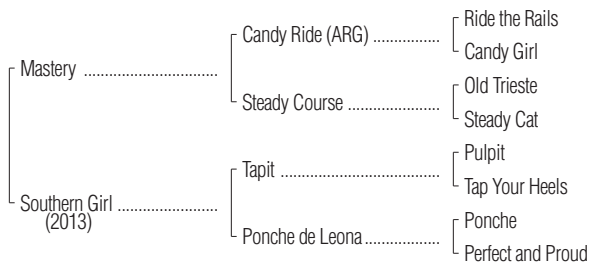 Ride the Rails
Candy Ride (ARG) ................
Candy Girl
Mastery ................................
Old Trieste
Steady Course ......................
Steady Cat
Pulpit
Tapit ......................................
Tap Your Heels
Southern Girl ........................
(2013)
Ponche
Ponche de Leona..................
Perfect and Proud